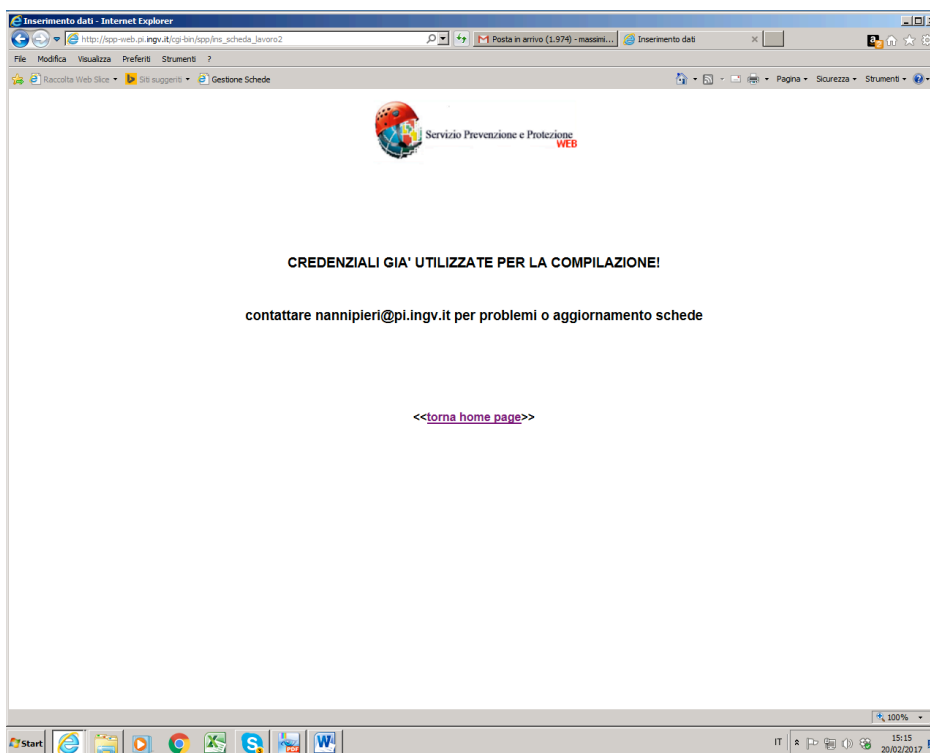 Inserimento dati - Internet Explorer
http://spp-web.pi.ingv.it/cgi-bin/spp/ins_scheda_lavoro2
Posta in arrivo (1.974) - massimi...
Inserimento dati
File Modifica Visualizza Preferiti Strumenti ?
Raccolta Web Slice
Siti suggeriti
Gestione Schede
Pagina
Sicurezza
Strumenti
Servizio Prevenzione e Protezione
WEB
CREDENZIALI GIA' UTILIZZATE PER LA COMPILAZIONE!
contattare nannipieri@pi.ingv.it per problemi o aggiornamento schede
<<torna home page>>
100%
Start
IT
15:15
20/02/2017